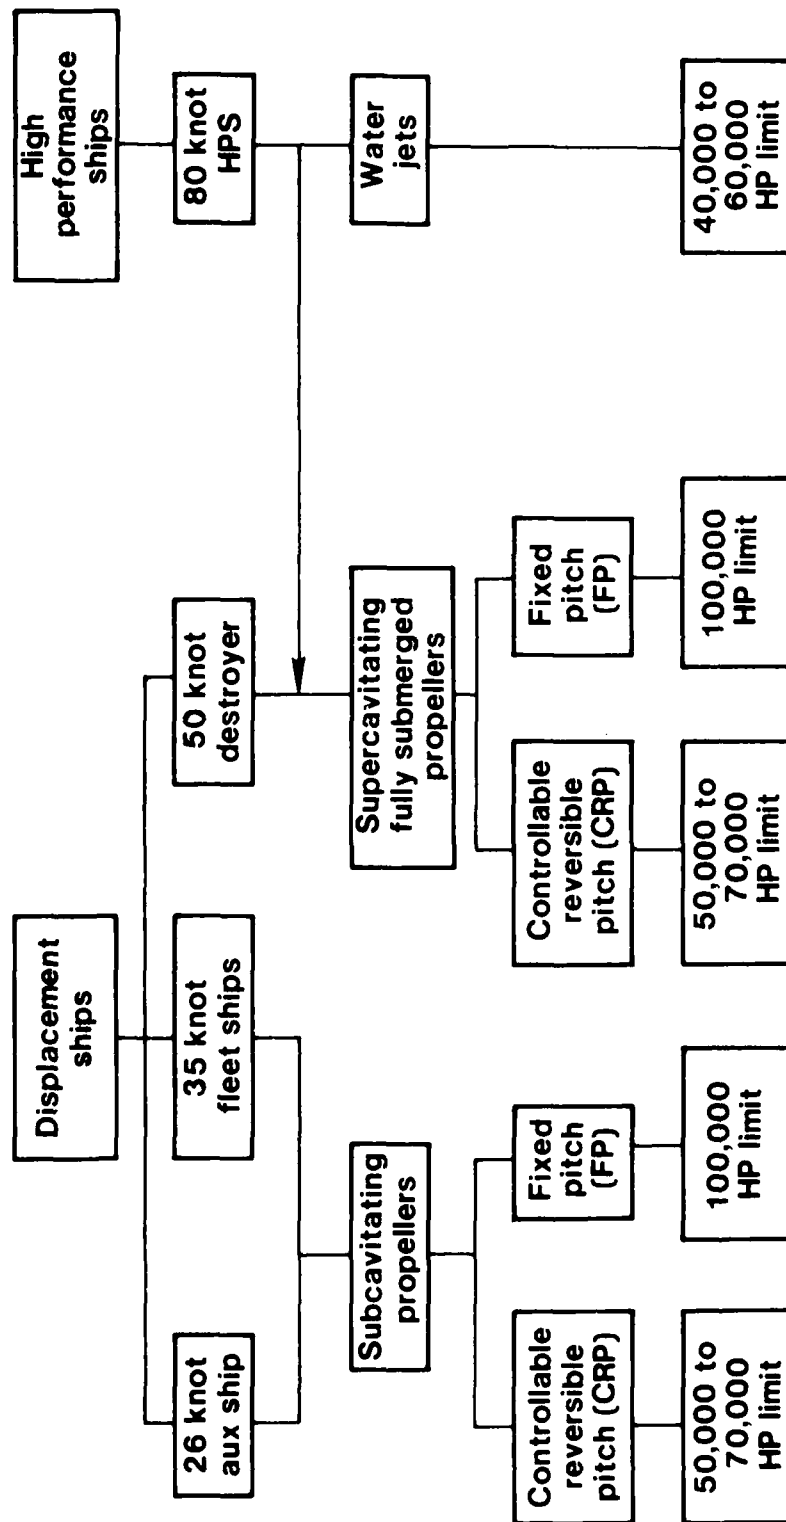 Displacement
ships
High
performance
ships
26 knot
aux ship
35 knot
fleet ships
50 knot
destroyer
80 knot
HPS
Subcavitating
propellers
Supercavitating
fully submerged
propellers
Water
jets
Controllable
reversible
pitch (CRP)
Fixed
pitch
(FP)
Controllable
reversible
pitch (CRP)
Fixed
pitch
(FP)
50,000 to
70,000
HP limit
100,000
HP limit
50,000 to
70,000
HP limit
100,000
HP limit
40,000 to
60,000
HP limit